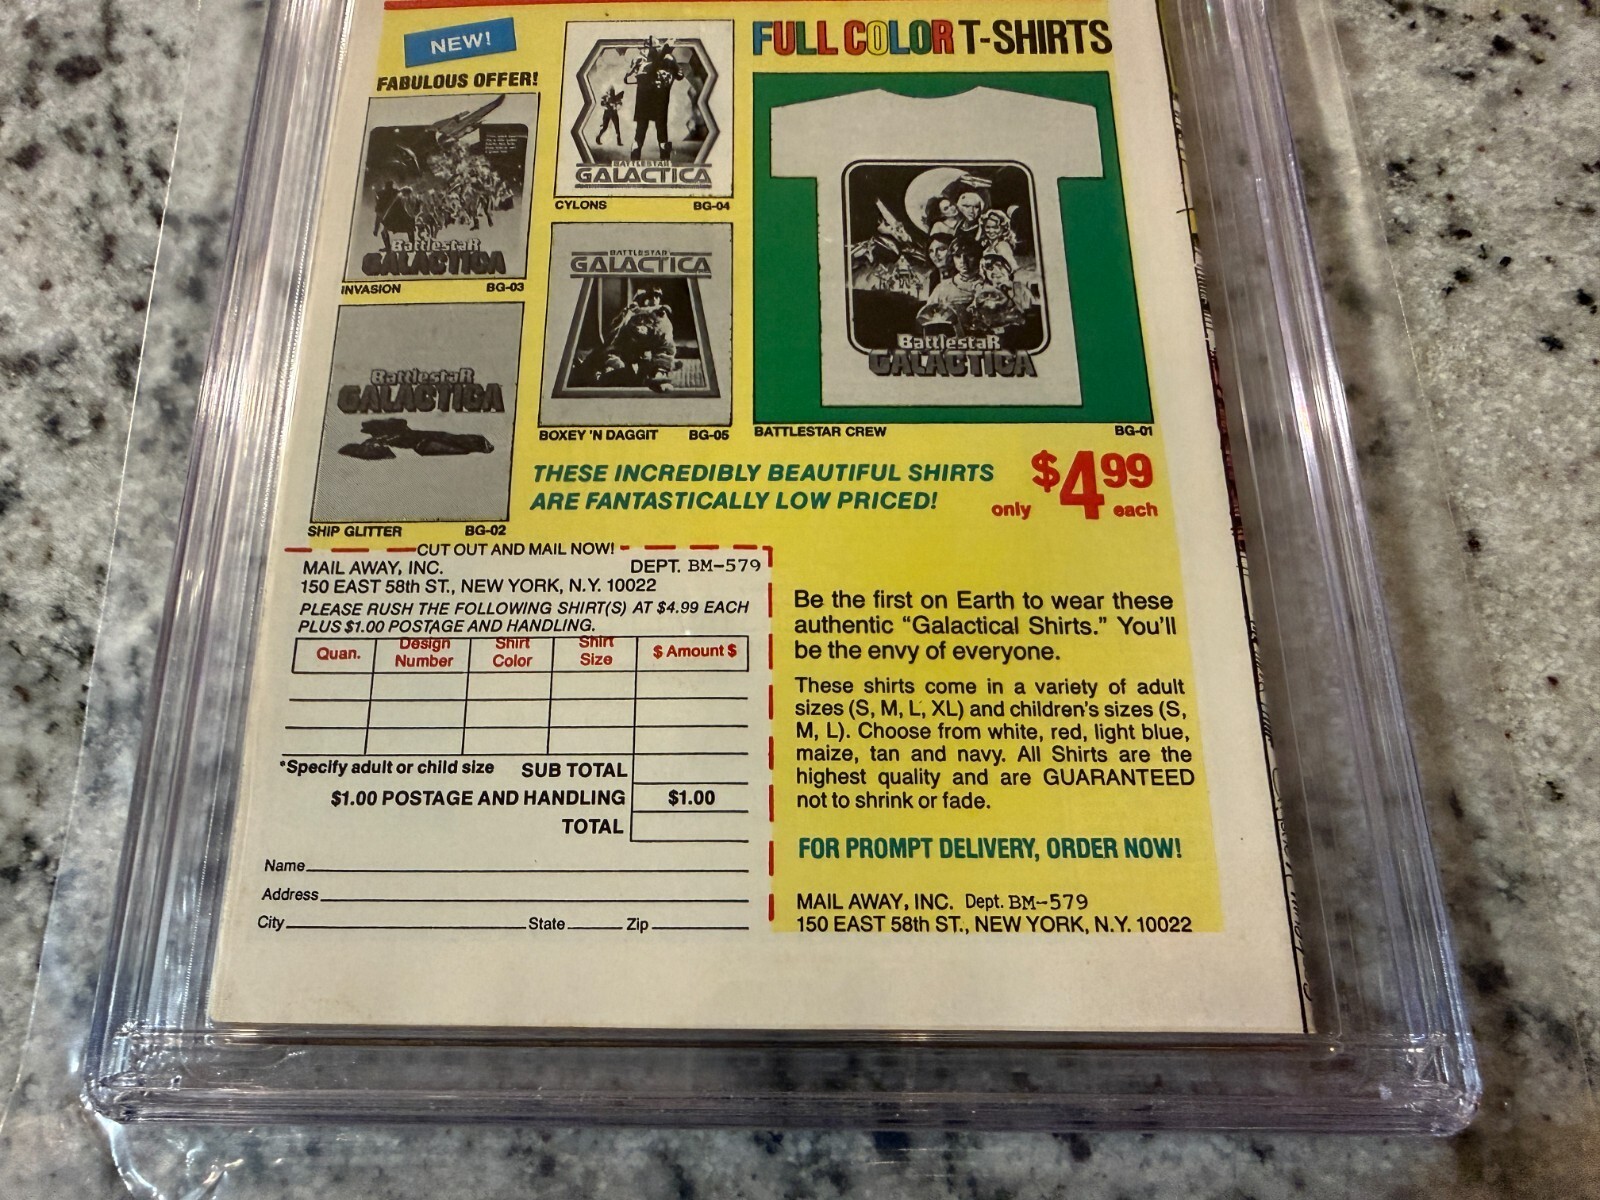 NEW!
FABULOUS OFFER!
FULL COLOR T-SHIRTS
BATTLESTAR
GALACTICA
CYLONS BG-04
BattlestaR
GALACTICA
INVASION BG-03
BATTLESTAR
GALACTICA
BOXEY 'N DAGGIT BG-05
BattlestaR
GALACTICA
BATTLESTAR CREW BG-01
BattlestaR
GALACTICA
SHIP GLITTER BG-02
THESE INCREDIBLY BEAUTIFUL SHIRTS
ARE FANTASTICALLY LOW PRICED!
only $4.99 each
CUT OUT AND MAIL NOW!
MAIL AWAY, INC. DEPT. BM-579
150 EAST 58th ST., NEW YORK, N.Y. 10022
PLEASE RUSH THE FOLLOWING SHIRT(S) AT $4.99 EACH
PLUS $1.00 POSTAGE AND HANDLING.
Quan. Design Number Shirt Color Shirt Size $ Amount $
*Specify adult or child size SUB TOTAL
$1.00 POSTAGE AND HANDLING $1.00
TOTAL
Name
Address
City State Zip
Be the first on Earth to wear these
authentic “Galactical Shirts.” You'll
be the envy of everyone.
These shirts come in a variety of adult
sizes (S, M, L, XL) and children's sizes (S,
M, L). Choose from white, red, light blue,
maize, tan and navy. All Shirts are the
highest quality and are GUARANTEED
not to shrink or fade.
FOR PROMPT DELIVERY, ORDER NOW!
MAIL AWAY, INC. Dept. BM-579
150 EAST 58th ST., NEW YORK, N.Y. 10022